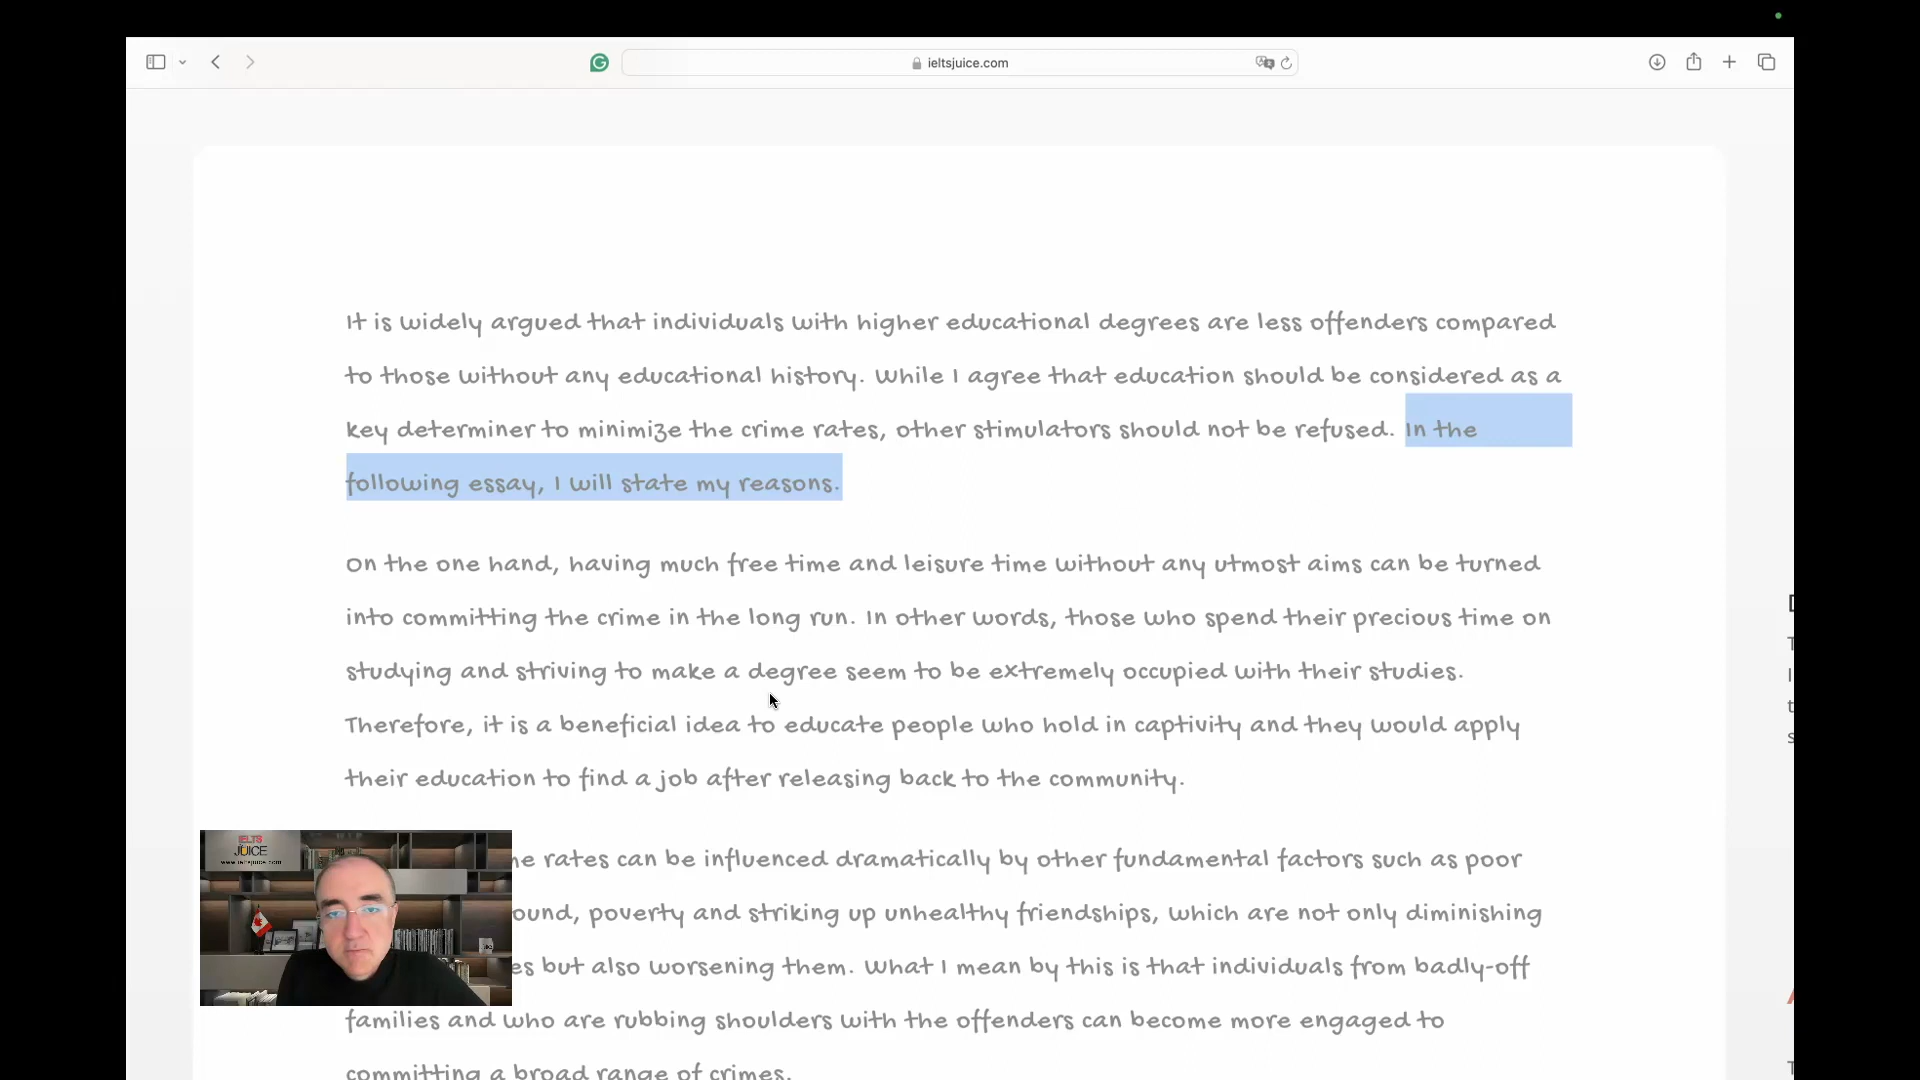 ieltsjuice.com
It is widely argued that individuals with higher educational degrees are less offenders compared
to those without any educational history. While I agree that education should be considered as a
key determiner to minimize the crime rates, other stimulators should not be refused. In the
following essay, I will state my reasons.
On the one hand, having much free time and leisure time without any utmost aims can be turned
into committing the crime in the long run. In other words, those who spend their precious time on
studying and striving to make a degree seem to be extremely occupied with their studies.
Therefore, it is a beneficial idea to educate people who hold in captivity and they would apply
their education to find a job after releasing back to the community.
rates can be influenced dramatically by other fundamental factors such as poor
poverty and striking up unhealthy friendships, which are not only diminishing
but also worsening them. What I mean by this is that individuals from badly-off
families and who are rubbing shoulders with the offenders can become more engaged to
committing a broad range of crimes.
IELTS
JUICE
www.ieltsjuice.com